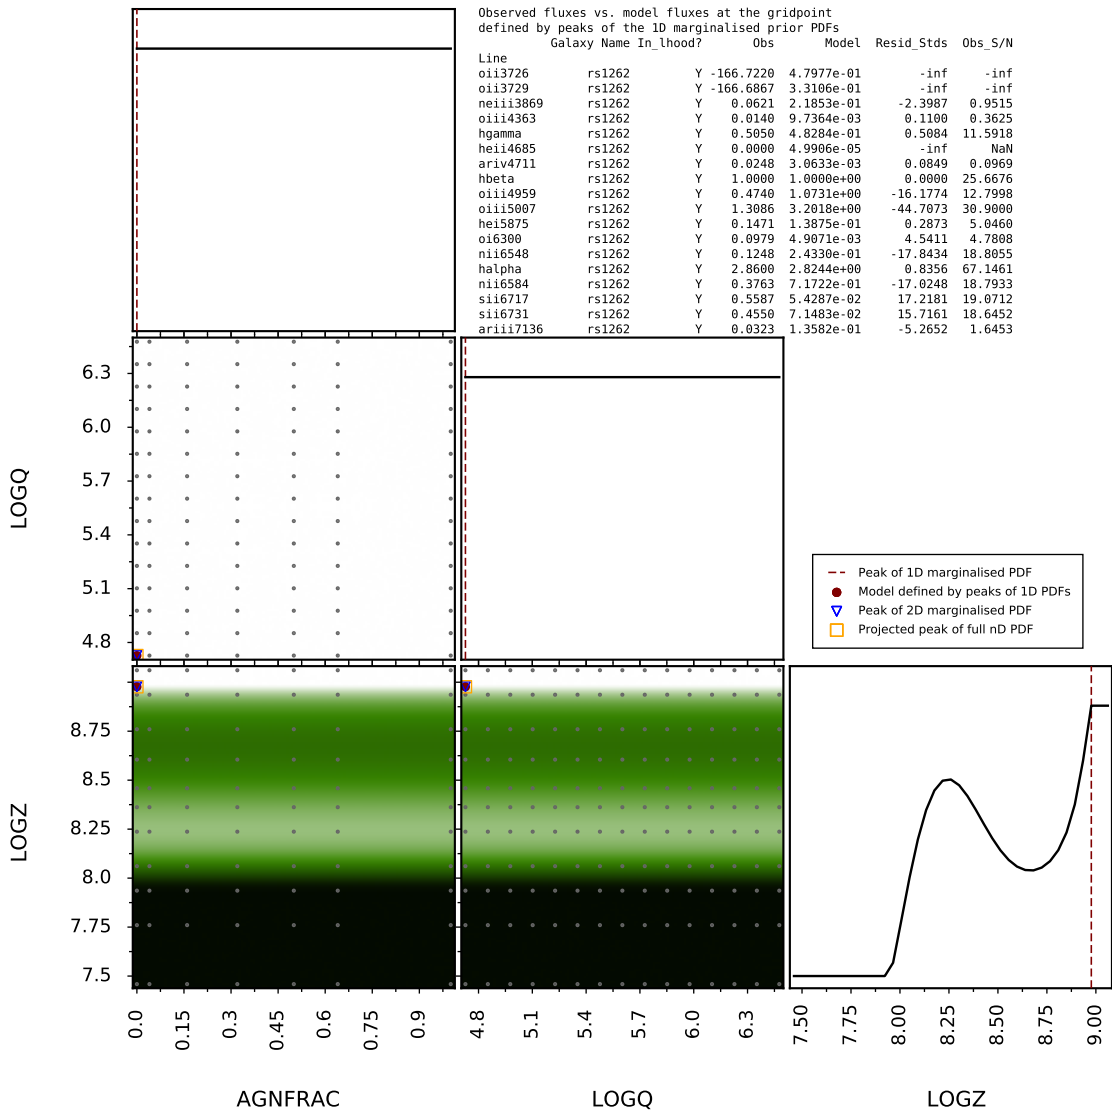 Observed fluxes vs. model fluxes at the gridpoint
defined by peaks of the 1D marginalised prior PDFs
Galaxy Name In_lhood? Obs Model Resid_Stds Obs_S/N
Line
oii3726 rs1262 Y -166.7220 4.7977e-01 -inf -inf
oii3729 rs1262 Y -166.6867 3.3106e-01 -inf -inf
neiii3869 rs1262 Y 0.0621 2.1853e-01 -2.3987 0.9515
oiii4363 rs1262 Y 0.0140 9.7364e-03 0.1100 0.3625
hgamma rs1262 Y 0.5050 4.8284e-01 0.5084 11.5918
heii4685 rs1262 Y 0.0000 4.9906e-05 -inf NaN
ariv4711 rs1262 Y 0.0248 3.0633e-03 0.0849 0.0969
hbeta rs1262 Y 1.0000 1.0000e+00 0.0000 25.6676
oiii4959 rs1262 Y 0.4740 1.0731e+00 -16.1774 12.7998
oiii5007 rs1262 Y 1.3086 3.2018e+00 -44.7073 30.9000
hei5875 rs1262 Y 0.1471 1.3875e-01 0.2873 5.0460
oi6300 rs1262 Y 0.0979 4.9071e-03 4.5411 4.7808
nii6548 rs1262 Y 0.1248 2.4330e-01 -17.8434 18.8055
halpha rs1262 Y 2.8600 2.8244e+00 0.8356 67.1461
nii6584 rs1262 Y 0.3763 7.1722e-01 -17.0248 18.7933
sii6717 rs1262 Y 0.5587 5.4287e-02 17.2181 19.0712
sii6731 rs1262 Y 0.4550 7.1483e-02 15.7161 18.6452
ariii7136 rs1262 Y 0.0323 1.3582e-01 -5.2652 1.6453
LOGQ
6.3
6.0
5.7
5.4
5.1
4.8
Peak of 1D marginalised PDF
Model defined by peaks of 1D PDFs
Peak of 2D marginalised PDF
Projected peak of full nD PDF
LOGZ
8.75
8.5
8.25
8.0
7.75
7.5
0.0 0.15 0.3 0.45 0.6 0.75 0.9
4.8 5.1 5.4 5.7 6.0 6.3
7.50 7.75 8.00 8.25 8.50 8.75 9.00
AGNFRAC LOGQ LOGZ